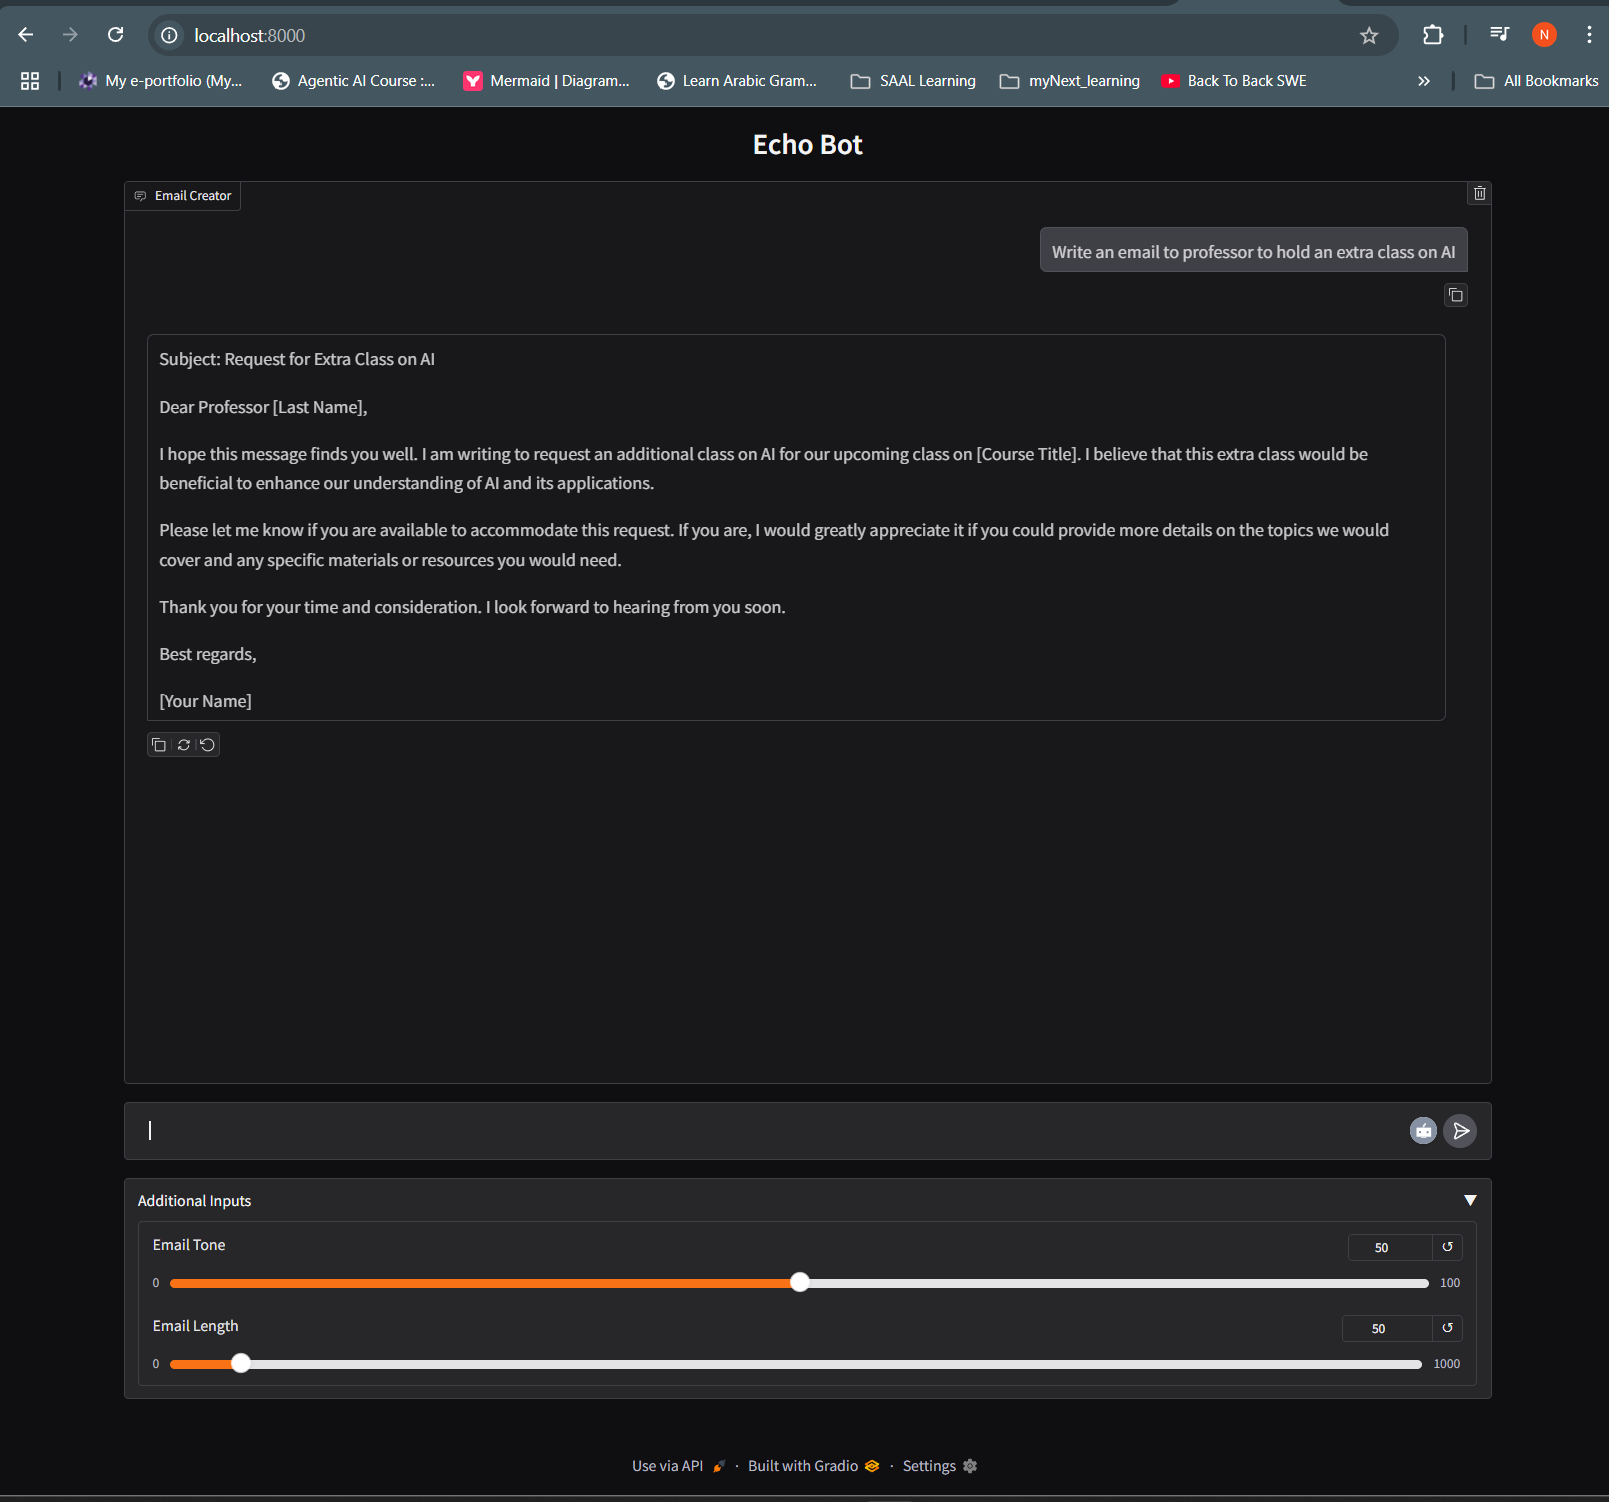 localhost:8000
N
My e-portfolio (My...
Agentic AI Course :...
Mermaid | Diagram...
Learn Arabic Gram...
SAAL Learning
myNext_learning
Back To Back SWE
»
All Bookmarks
Echo Bot
Email Creator
Write an email to professor to hold an extra class on AI
Subject: Request for Extra Class on AI
Dear Professor [Last Name],
I hope this message finds you well. I am writing to request an additional class on AI for our upcoming class on [Course Title]. I believe that this extra class would be
beneficial to enhance our understanding of AI and its applications.
Please let me know if you are available to accommodate this request. If you are, I would greatly appreciate it if you could provide more details on the topics we would
cover and any specific materials or resources you would need.
Thank you for your time and consideration. I look forward to hearing from you soon.
Best regards,
[Your Name]
Additional Inputs
Email Tone
50
0
100
Email Length
50
0
1000
Use via API · Built with Gradio · Settings